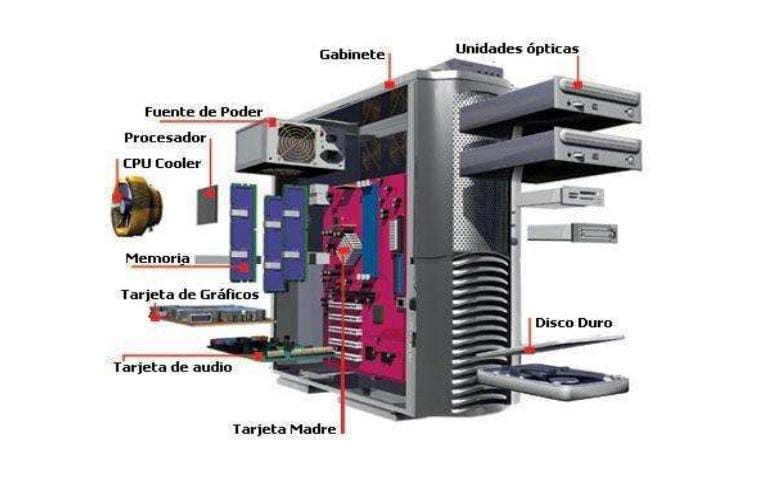 Gabinete
Unidades ópticas
Fuente de Poder
Procesador
CPU Cooler
Memoria
Tarjeta de Gráficos
Disco Duro
Tarjeta de audio
Tarjeta Madre